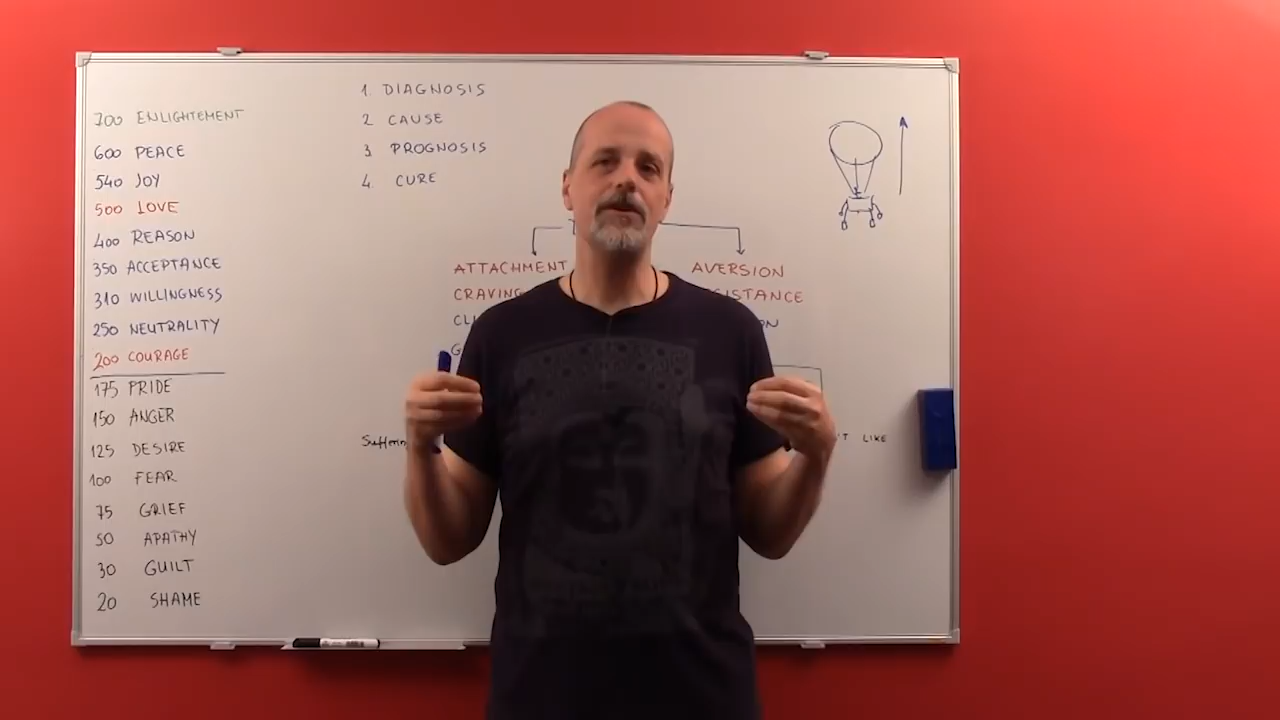 700 ENLIGHTEMENT
600 PEACE
540 JOY
500 LOVE
400 REASON
350 ACCEPTANCE
310 WILLINGNESS
250 NEUTRALITY
200 COURAGE
175 PRIDE
150 ANGER
125 DESIRE
100 FEAR
75 GRIEF
50 APATHY
30 GUILT
20 SHAME
1. DIAGNOSIS
2 CAUSE
3 PROGNOSIS
4. CURE
ATTACHMENT
CRAVING
AVERSION
LIKE